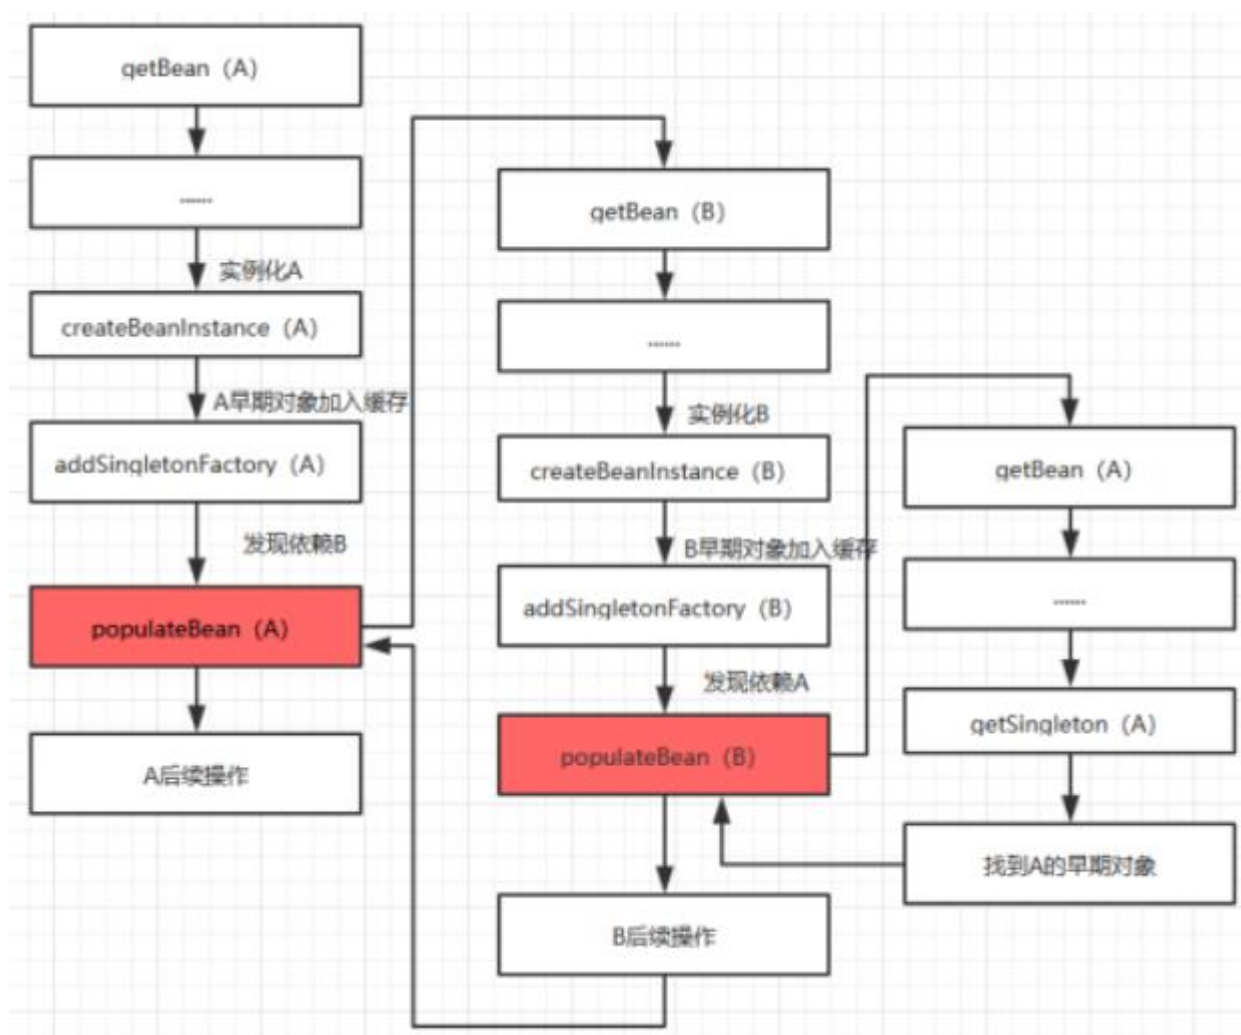 getBean（A）
……
实例化A
createBeanInstance（A）
A早期对象加入缓存
addSingletonFactory（A）
发现依赖B
populateBean（A）
A后续操作
getBean（B）
……
实例化B
createBeanInstance（B）
B早期对象加入缓存
addSingletonFactory（B）
发现依赖A
populateBean（B）
B后续操作
getBean（A）
……
getSingleton（A）
找到A的早期对象